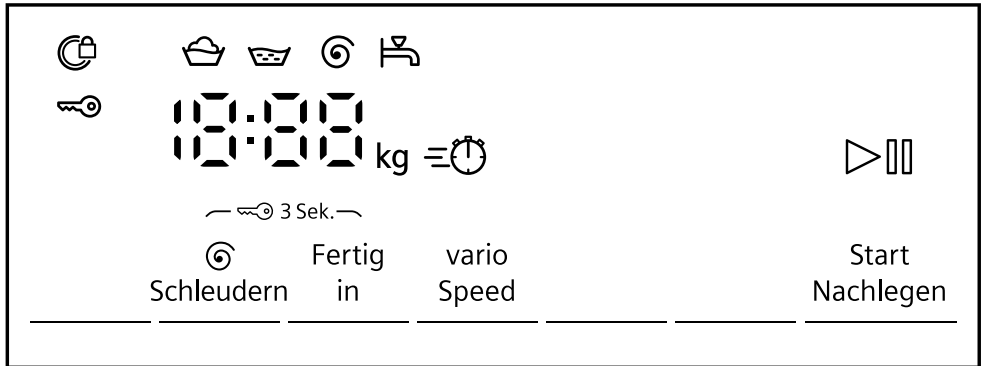 18:88 kg
3 Sek.
Schleudern
Fertig in
vario Speed
Start Nachlegen